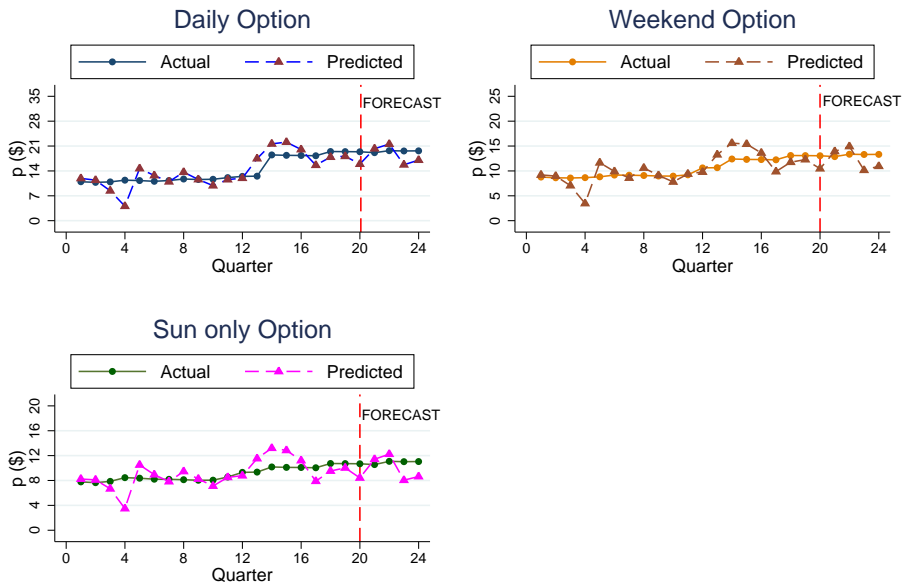 Daily Option
Actual Predicted
FORECAST
p ($)
0 7 14 21 28 35
0 4 8 12 16 20 24
Quarter
Weekend Option
Actual Predicted
FORECAST
p ($)
0 5 10 15 20 25
0 4 8 12 16 20 24
Quarter
Sun only Option
Actual Predicted
FORECAST
p ($)
0 4 8 12 16 20
0 4 8 12 16 20 24
Quarter